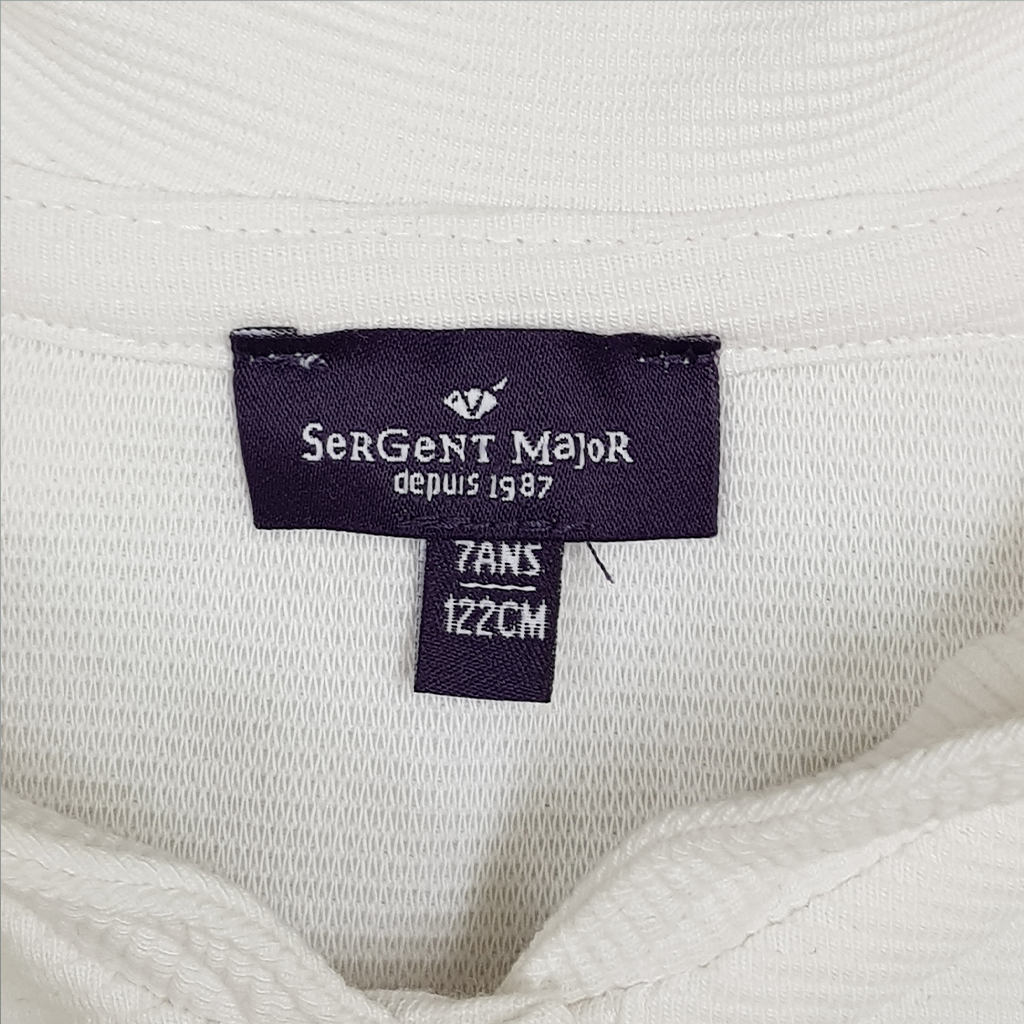 SerGeNT MajoR
depuis 1987
7ANS
122CM